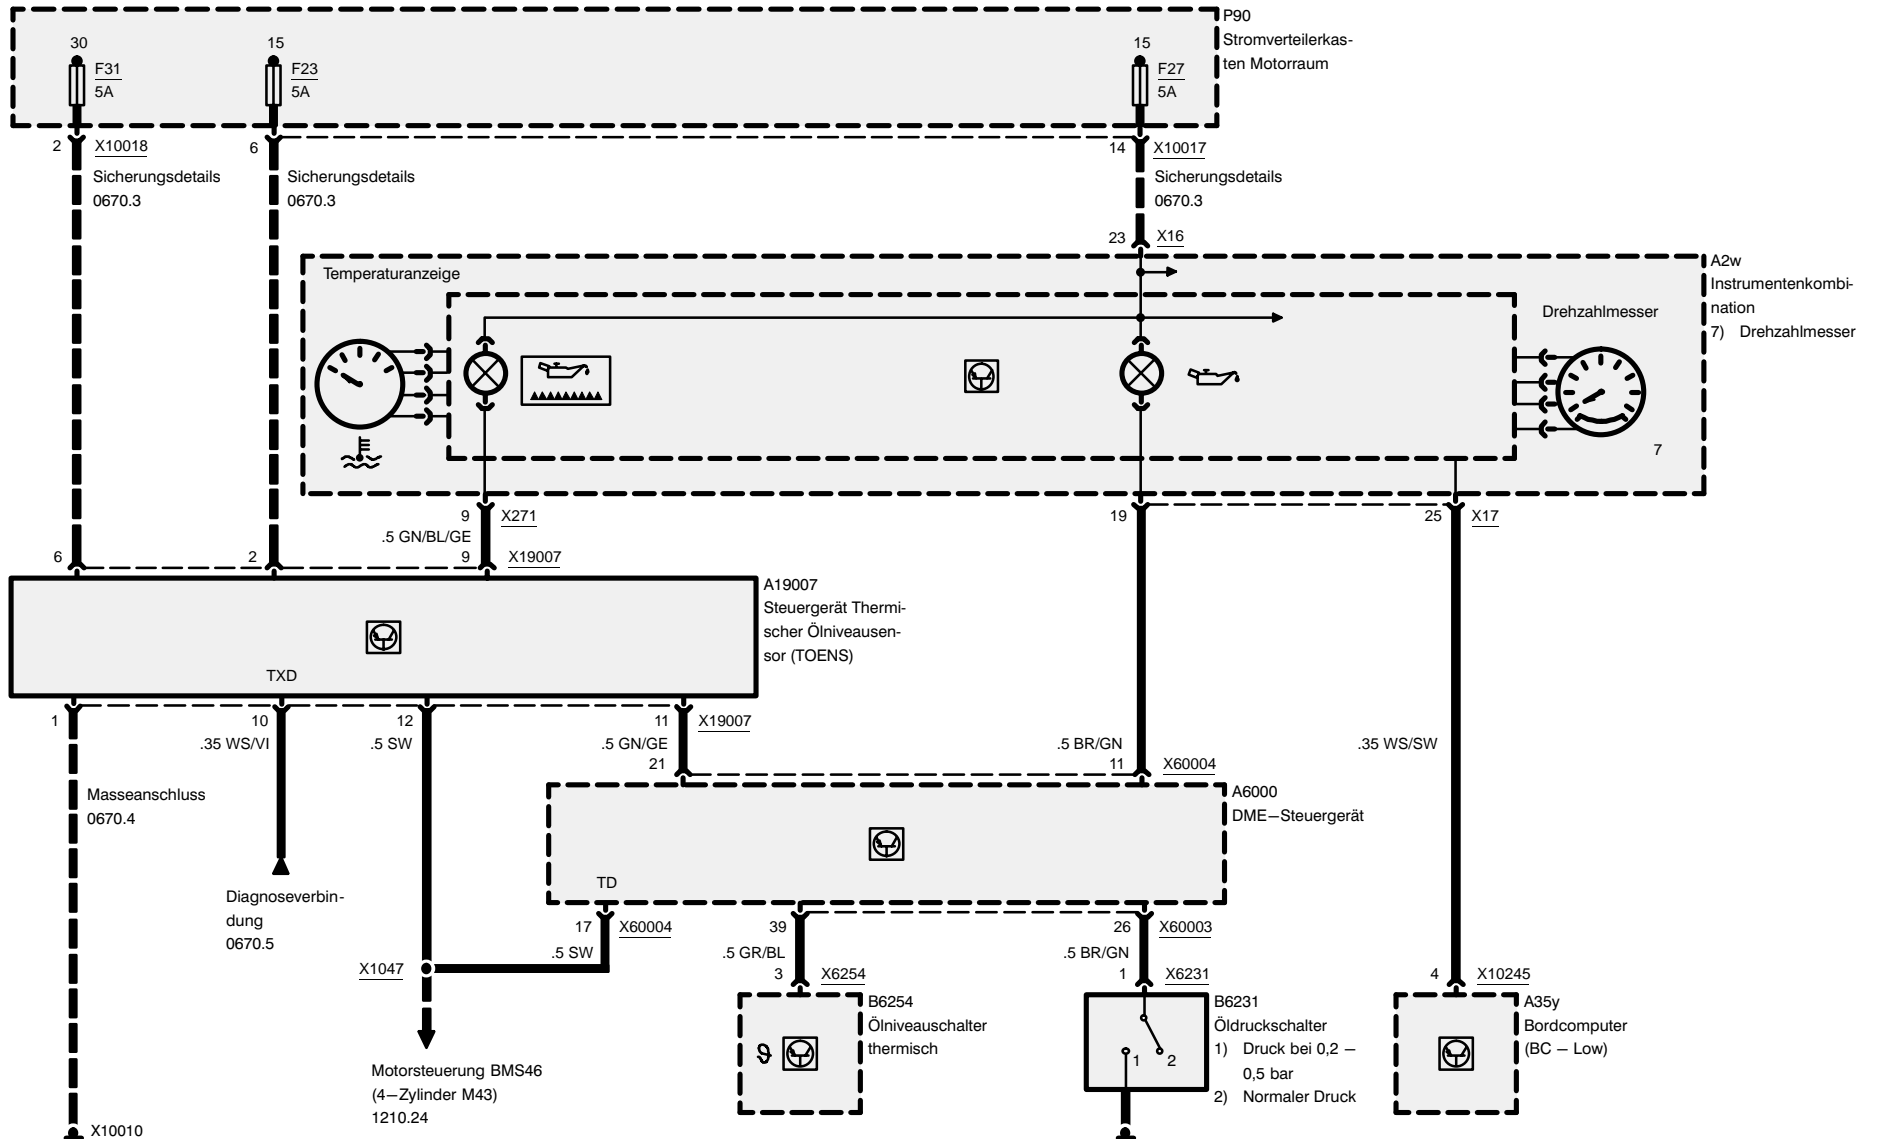 P90
Stromverteilerkas-
ten Motorraum
30
F31
5A
15
F23
5A
15
F27
5A
2
X10018
6
14
X10017
Sicherungsdetails
0670.3
Sicherungsdetails
0670.3
Sicherungsdetails
0670.3
23
X16
Temperaturanzeige
A2w
Instrumentenkombi-
nation
7) Drehzahlmesser
Drehzahlmesser
7
9
X271
.5 GN/BL/GE
19
25
X17
6
2
9
X19007
A19007
Steuergerät Thermi-
scher Ölniveausen-
sor (TOENS)
TXD
1
10
12
11
X19007
.35 WS/VI
.5 SW
.5 GN/GE
.5 BR/GN
.35 WS/SW
21
11
X60004
Masseanschluss
0670.4
A6000
DME–Steuergerät
TD
Diagnoseverbin-
dung
0670.5
17
X60004
39
26
X60003
.5 SW
.5 GR/BL
.5 BR/GN
X1047
3
X6254
1
X6231
4
X10245
B6254
Ölniveauschalter
thermisch
ϑ
B6231
Öldruckschalter
1) Druck bei 0,2 –
0,5 bar
2) Normaler Druck
1
2
A35y
Bordcomputer
(BC – Low)
Motorsteuerung BMS46
(4–Zylinder M43)
1210.24
X10010